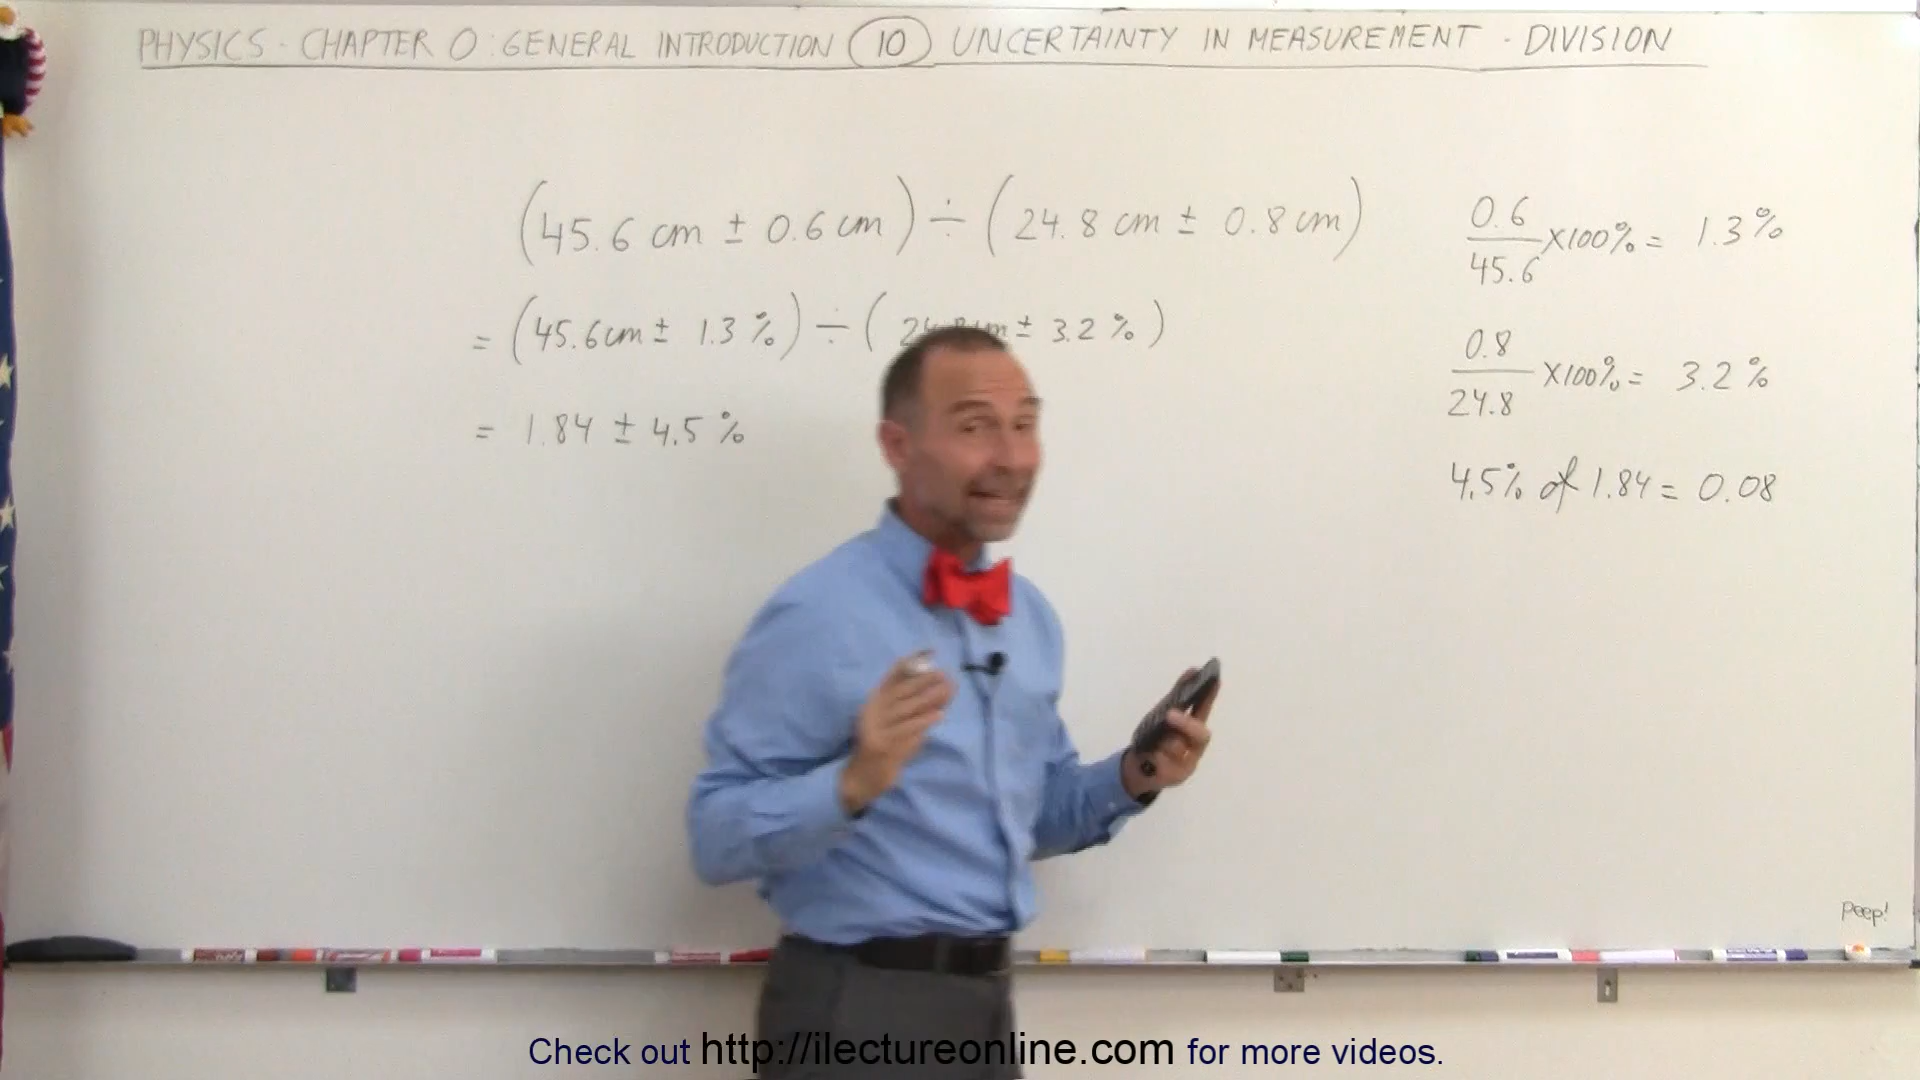 PHYSICS - CHAPTER 0: GENERAL INTRODUCTION 10 UNCERTAINTY IN MEASUREMENT - DIVISION
(45.6 cm ± 0.6 cm) ÷ (24.8 cm ± 0.8 cm)
= (45.6 cm ± 1.3 %) ÷ ( ± 3.2 %)
= 1.84 ± 4.5 %
0.6
45.6 X100% = 1.3 %
0.8
24.8 X100% = 3.2 %
4.5% of 1.84 = 0.08
Peep!
Check out http://ilectureonline.com for more videos.